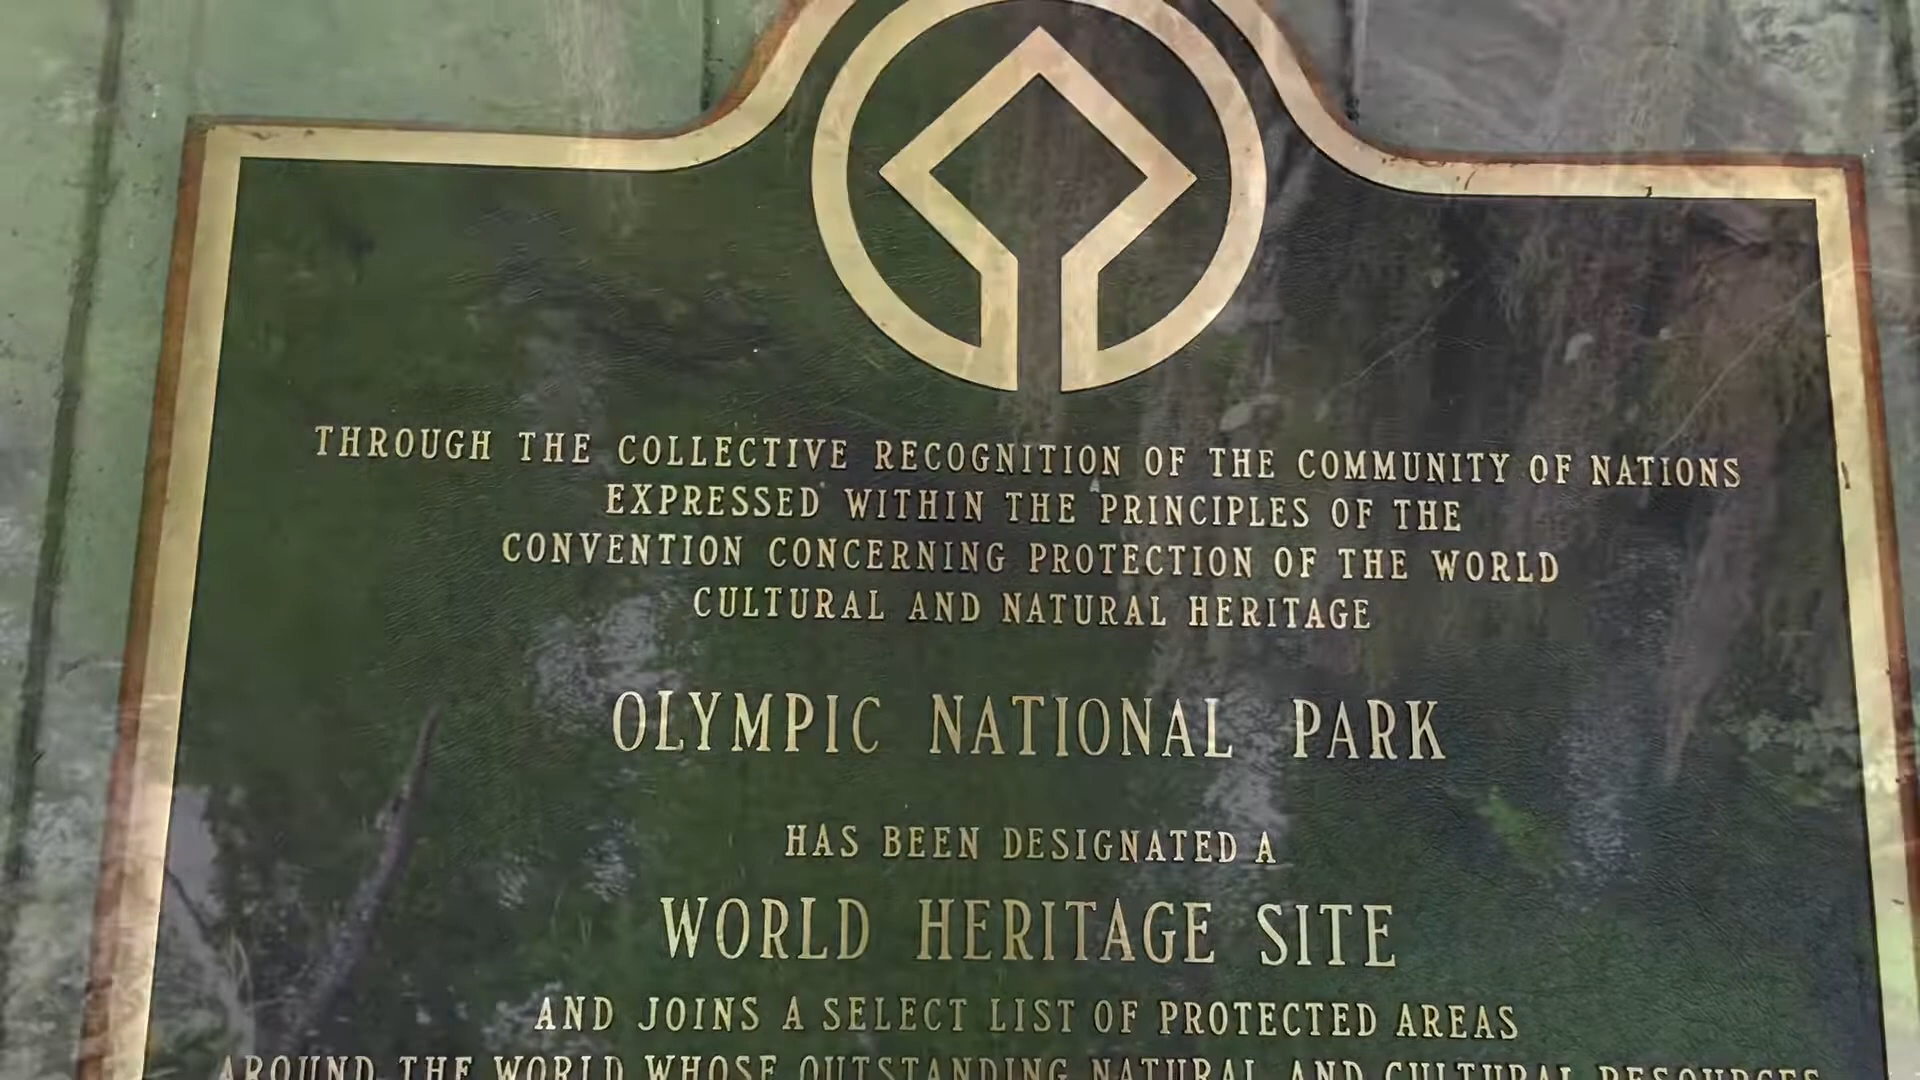 THROUGH THE COLLECTIVE RECOGNITION OF THE COMMUNITY OF NATIONS
EXPRESSED WITHIN THE PRINCIPLES OF THE
CONVENTION CONCERNING PROTECTION OF THE WORLD
CULTURAL AND NATURAL HERITAGE
OLYMPIC NATIONAL PARK
HAS BEEN DESIGNATED A
WORLD HERITAGE SITE
AND JOINS A SELECT LIST OF PROTECTED AREAS
AROUND THE WORLD WHOSE OUTSTANDING NATURAL AND CULTURAL RESOURCES